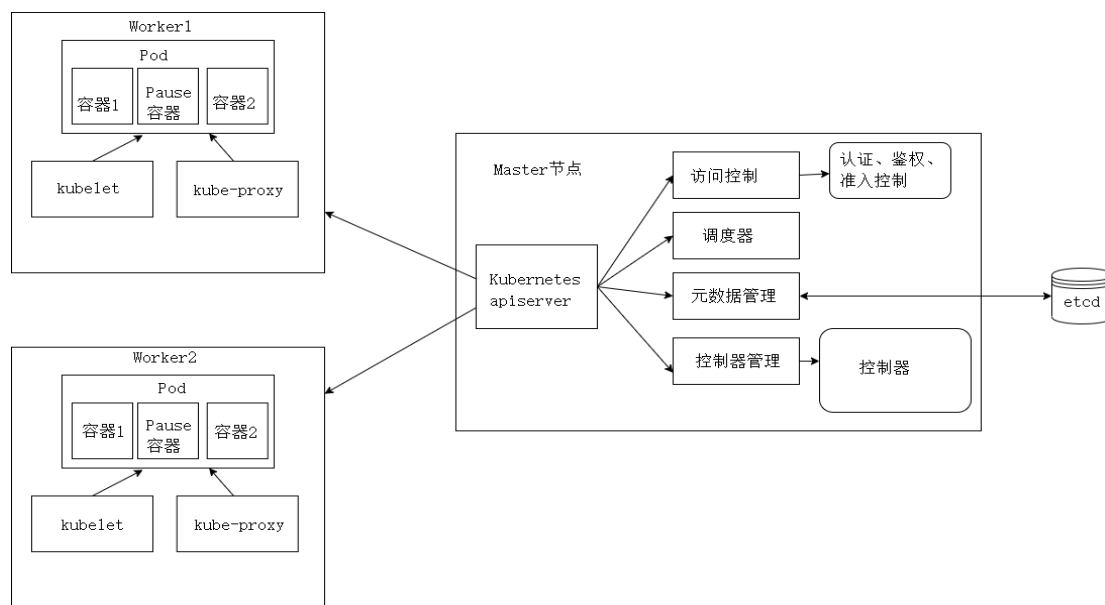 Worker1
Pod
容器1
Pause
容器
容器2
kubelet
kube-proxy
Master节点
Kubernetes
apiserver
访问控制
认证、鉴权、
准入控制
调度器
元数据管理
etcd
控制器管理
控制器
Worker2
Pod
容器1
Pause
容器
容器2
kubelet
kube-proxy